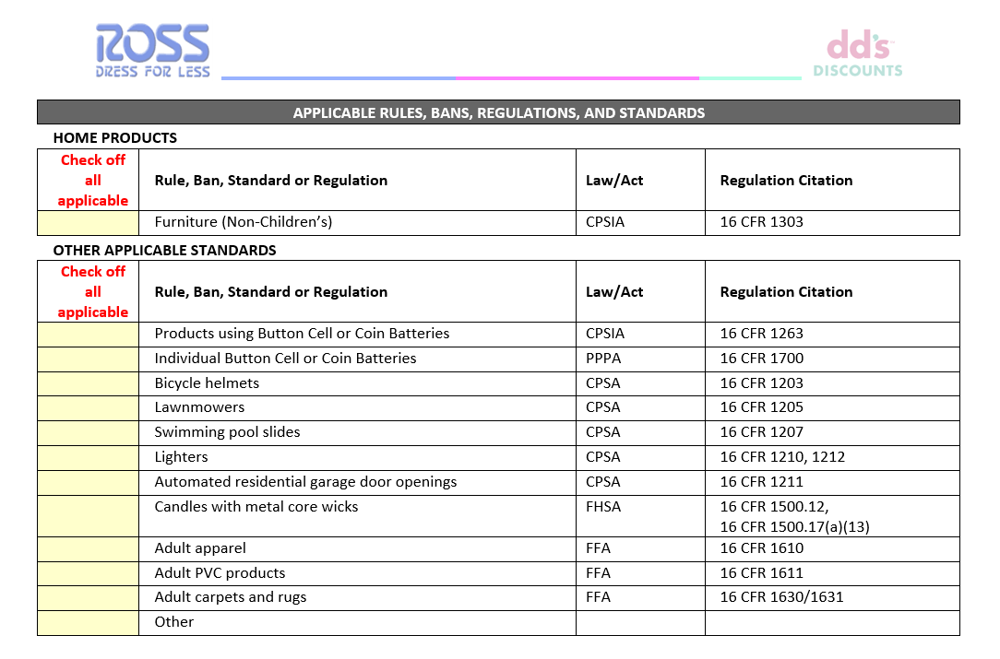 ROSS
DRESS FOR LESS
dd's™
DISCOUNTS
APPLICABLE RULES, BANS, REGULATIONS, AND STANDARDS
HOME PRODUCTS
Check off all applicable Rule, Ban, Standard or Regulation Law/Act Regulation Citation
Furniture (Non-Children’s) CPSIA 16 CFR 1303
OTHER APPLICABLE STANDARDS
Check off all applicable Rule, Ban, Standard or Regulation Law/Act Regulation Citation
Products using Button Cell or Coin Batteries CPSIA 16 CFR 1263
Individual Button Cell or Coin Batteries PPPA 16 CFR 1700
Bicycle helmets CPSA 16 CFR 1203
Lawnmowers CPSA 16 CFR 1205
Swimming pool slides CPSA 16 CFR 1207
Lighters CPSA 16 CFR 1210, 1212
Automated residential garage door openings CPSA 16 CFR 1211
Candles with metal core wicks FHSA 16 CFR 1500.12,
16 CFR 1500.17(a)(13)
Adult apparel FFA 16 CFR 1610
Adult PVC products FFA 16 CFR 1611
Adult carpets and rugs FFA 16 CFR 1630/1631
Other